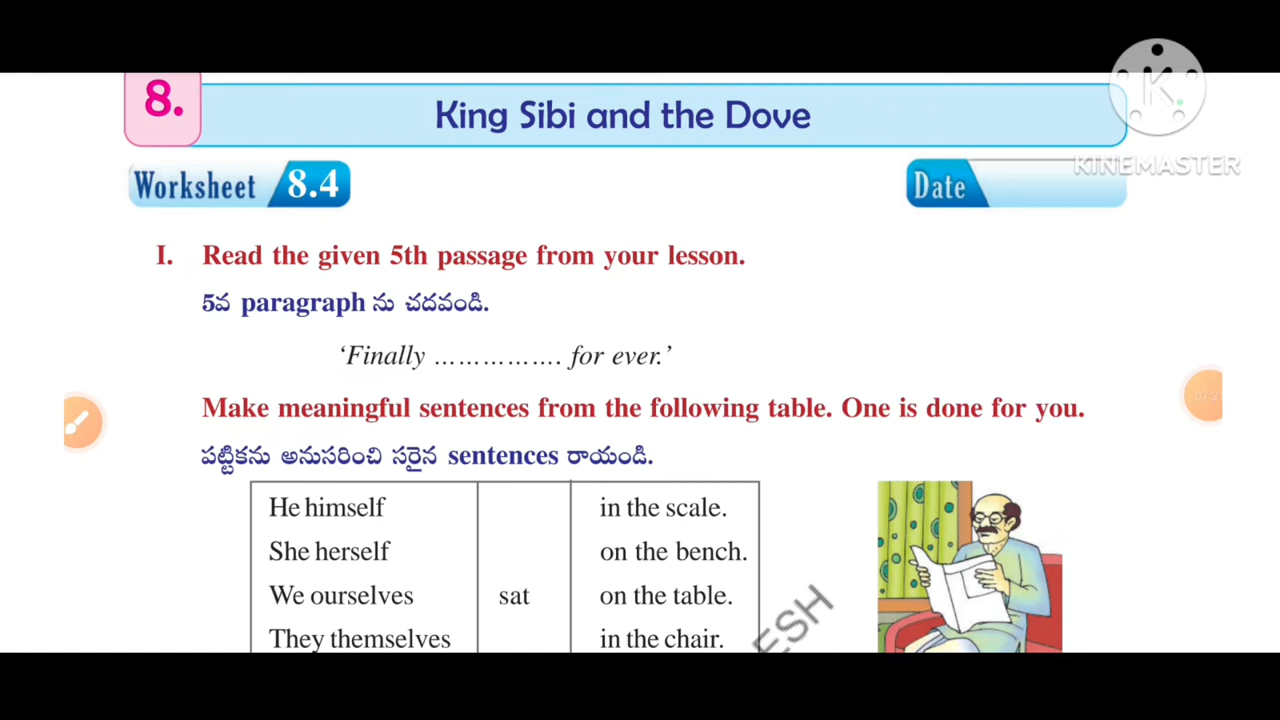 8.
King Sibi and the Dove
KINEMASTER
Worksheet 8.4
Date
I. Read the given 5th passage from your lesson.
5వ paragraph ను చదవండి.
‘Finally ................ for ever.’
07:2
Make meaningful sentences from the following table. One is done for you.
పట్టికను అనుసరించి సరైన sentences రాయండి.
He himself in the scale.
She herself on the bench.
We ourselves sat on the table.
They themselves in the chair.
ESH